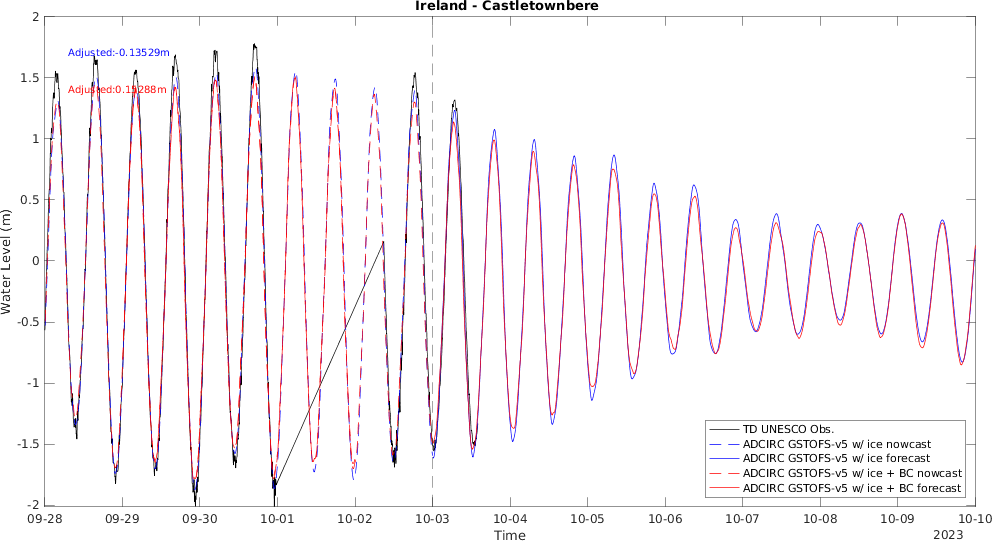 Ireland - Castletownbere
2
1.5
1
0.5
0
-0.5
-1
-1.5
-2
Water Level (m)
Adjusted:-0.13529m
Adjusted:0.15288m
TD UNESCO Obs.
ADCIRC GSTOFS-v5 w/ ice nowcast
ADCIRC GSTOFS-v5 w/ ice forecast
ADCIRC GSTOFS-v5 w/ ice + BC nowcast
ADCIRC GSTOFS-v5 w/ ice + BC forecast
09-28 09-29 09-30 10-01 10-02 10-03 10-04 10-05 10-06 10-07 10-08 10-09 10-10
Time
2023